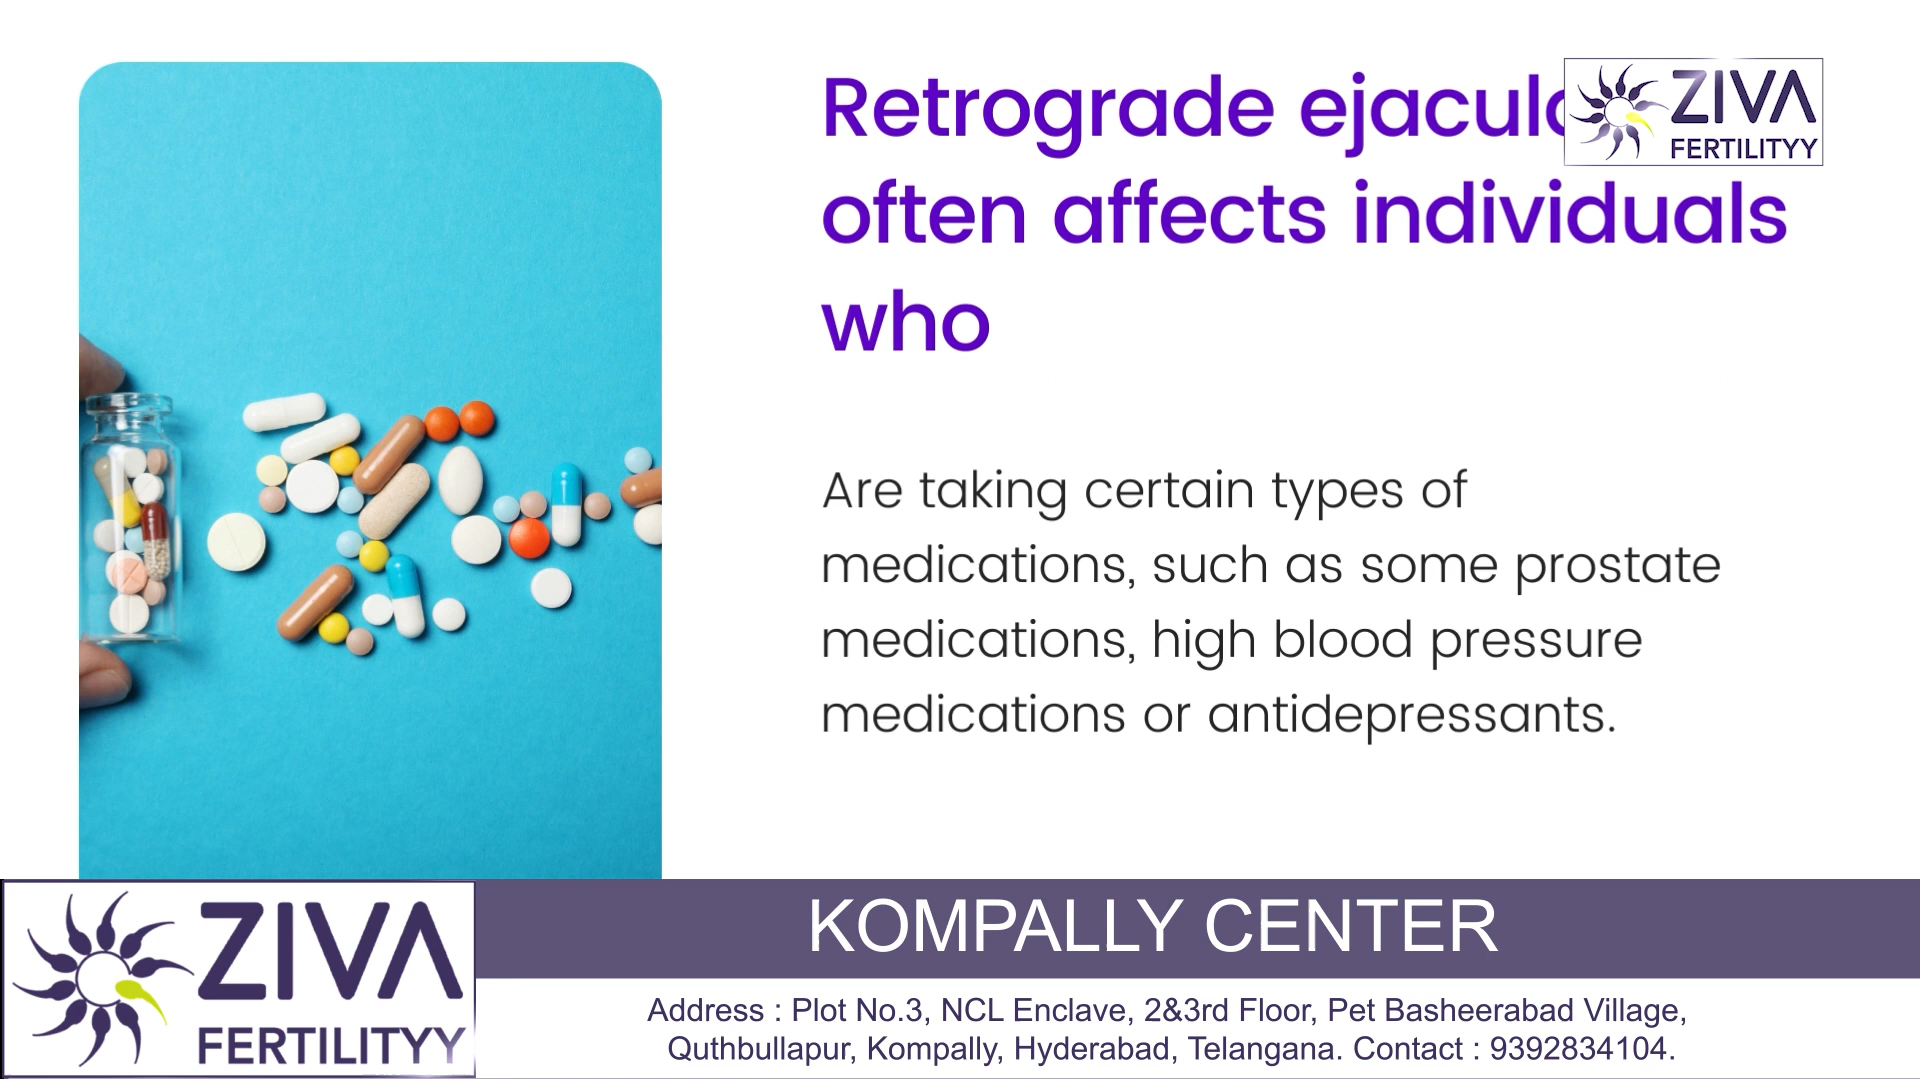 Retrograde
often affects individuals
who
ZIVA
FERTILITYY
Are taking certain types of
medications, such as some prostate
medications, high blood pressure
medications or antidepressants.
ZIVA
FERTILITYY
KOMPALLY CENTER
Address : Plot No.3, NCL Enclave, 2&3rd Floor, Pet Basheerabad Village,
Quthbullapur, Kompally, Hyderabad, Telangana. Contact : 9392834104.